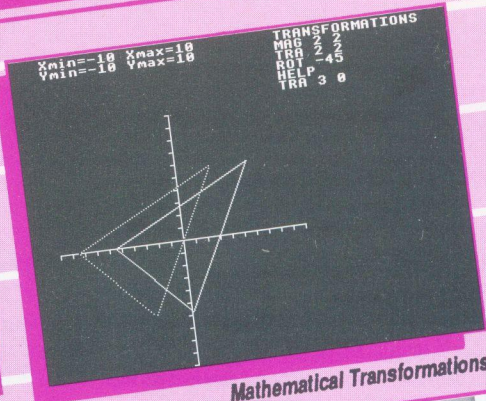 Xmin=-10 Xmax=10
Ymin=-10 Ymax=10
TRANSFORMATIONS
MAG 2 2
TRA 2 2
ROT -45
HELP
TRA 3 0
Mathematical Transformations